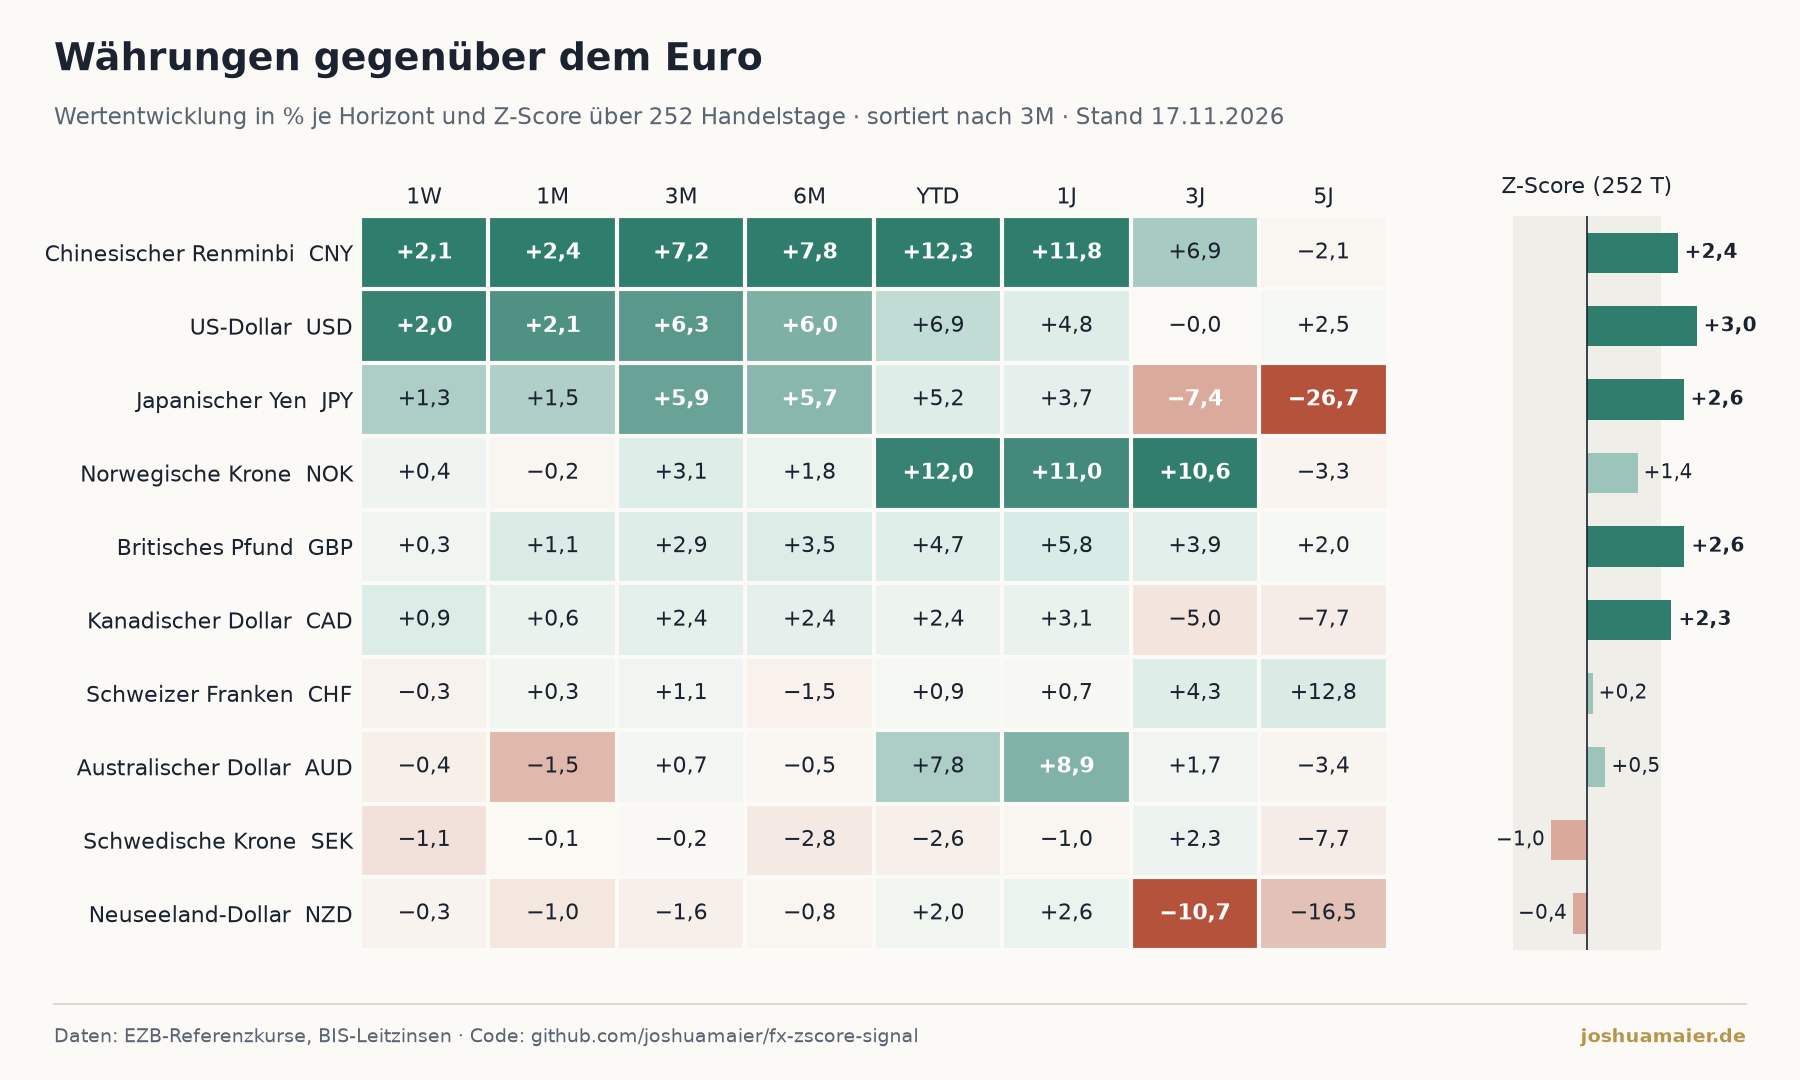 Währungen gegenüber dem Euro
Wertentwicklung in % je Horizont und Z-Score über 252 Handelstage · sortiert nach 3M · Stand 17.11.2026
1W 1M 3M 6M YTD 1J 3J 5J Z-Score (252 T)
Chinesischer Renminbi CNY +2,1 +2,4 +7,2 +7,8 +12,3 +11,8 +6,9 −2,1 +2,4
US-Dollar USD +2,0 +2,1 +6,3 +6,0 +6,9 +4,8 −0,0 +2,5 +3,0
Japanischer Yen JPY +1,3 +1,5 +5,9 +5,7 +5,2 +3,7 −7,4 −26,7 +2,6
Norwegische Krone NOK +0,4 −0,2 +3,1 +1,8 +12,0 +11,0 +10,6 −3,3 +1,4
Britisches Pfund GBP +0,3 +1,1 +2,9 +3,5 +4,7 +5,8 +3,9 +2,0 +2,6
Kanadischer Dollar CAD +0,9 +0,6 +2,4 +2,4 +2,4 +3,1 −5,0 −7,7 +2,3
Schweizer Franken CHF −0,3 +0,3 +1,1 −1,5 +0,9 +0,7 +4,3 +12,8 +0,2
Australischer Dollar AUD −0,4 −1,5 +0,7 −0,5 +7,8 +8,9 +1,7 −3,4 +0,5
Schwedische Krone SEK −1,1 −0,1 −0,2 −2,8 −2,6 −1,0 +2,3 −7,7 −1,0
Neuseeland-Dollar NZD −0,3 −1,0 −1,6 −0,8 +2,0 +2,6 −10,7 −16,5 −0,4
Daten: EZB-Referenzkurse, BIS-Leitzinsen · Code: github.com/joshuamaier/fx-zscore-signal
joshuamaier.de